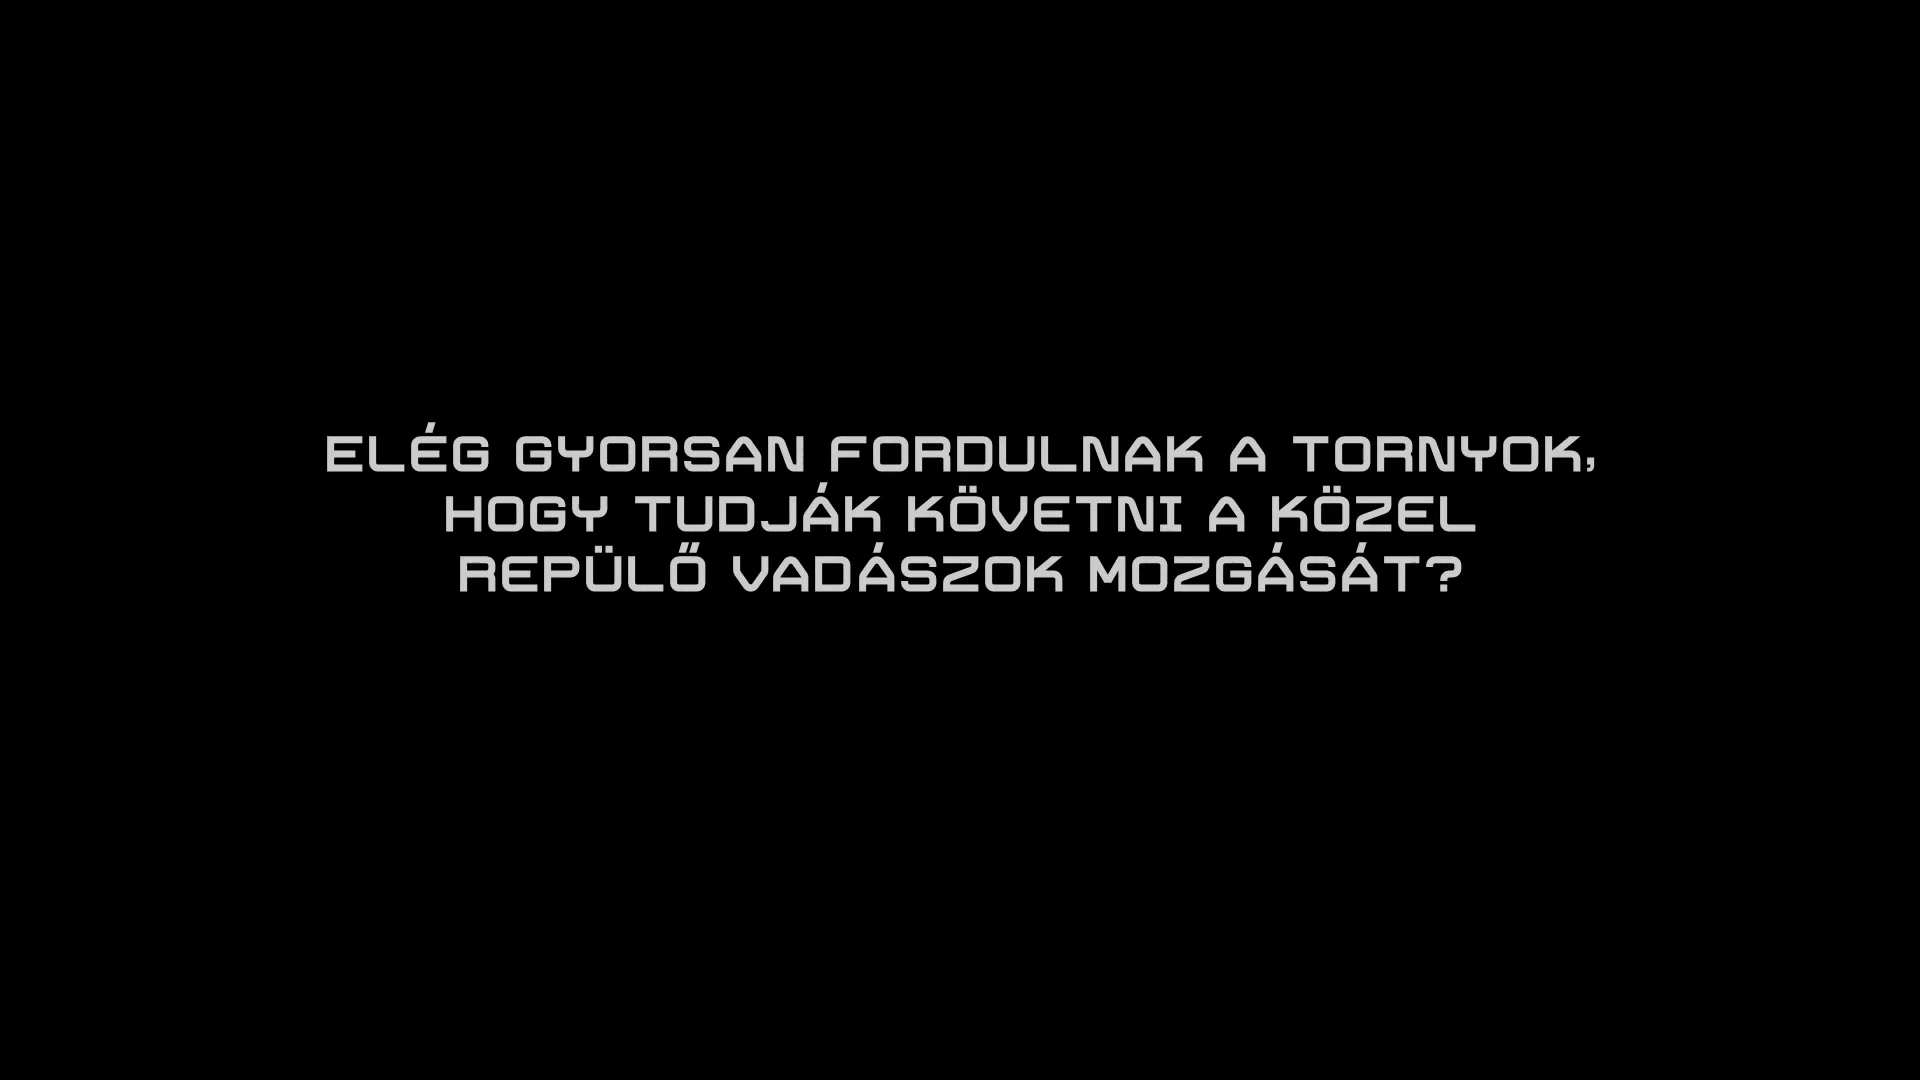 ELÉG GYORSAN FORDULNAK A TORNYOK,
HOGY TUDJÁK KÖVETNI A KÖZEL
REPÜLŐ VADÁSZOK MOZGÁSÁT?